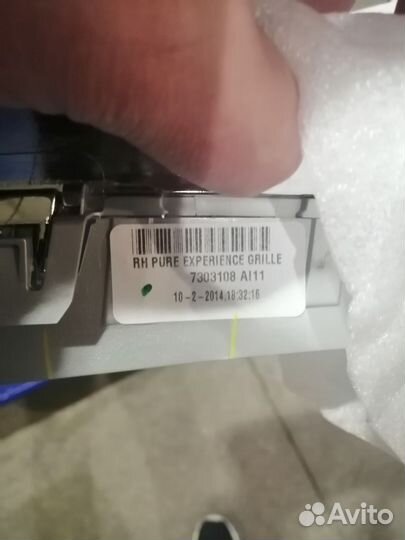 RH PURE EXPERIENCE GRILLE
7303108 AI11
10-2-2014,18:32:16
Avito